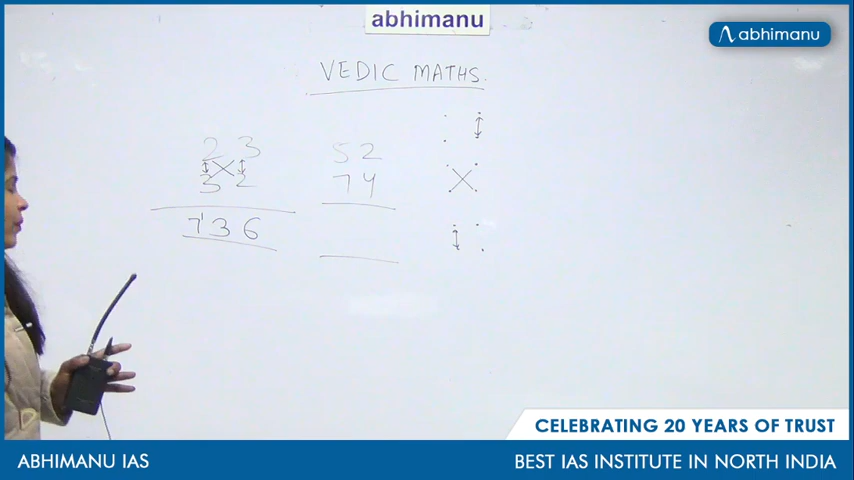 abhimanu
abhimanu
VEDIC MATHS.
2 3
3 2
7 1 3 6
5 2
7 4
CELEBRATING 20 YEARS OF TRUST
ABHIMANU IAS
BEST IAS INSTITUTE IN NORTH INDIA